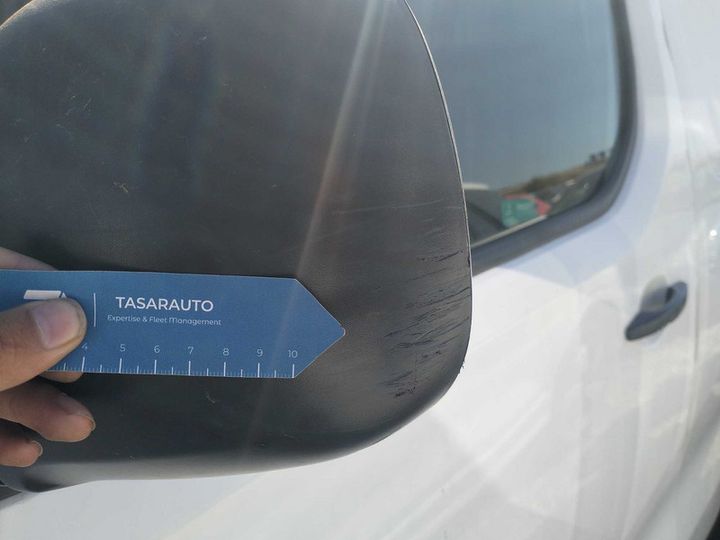 TASARAUTO
Expertise & Fleet Management
4 5 6 7 8 9 10